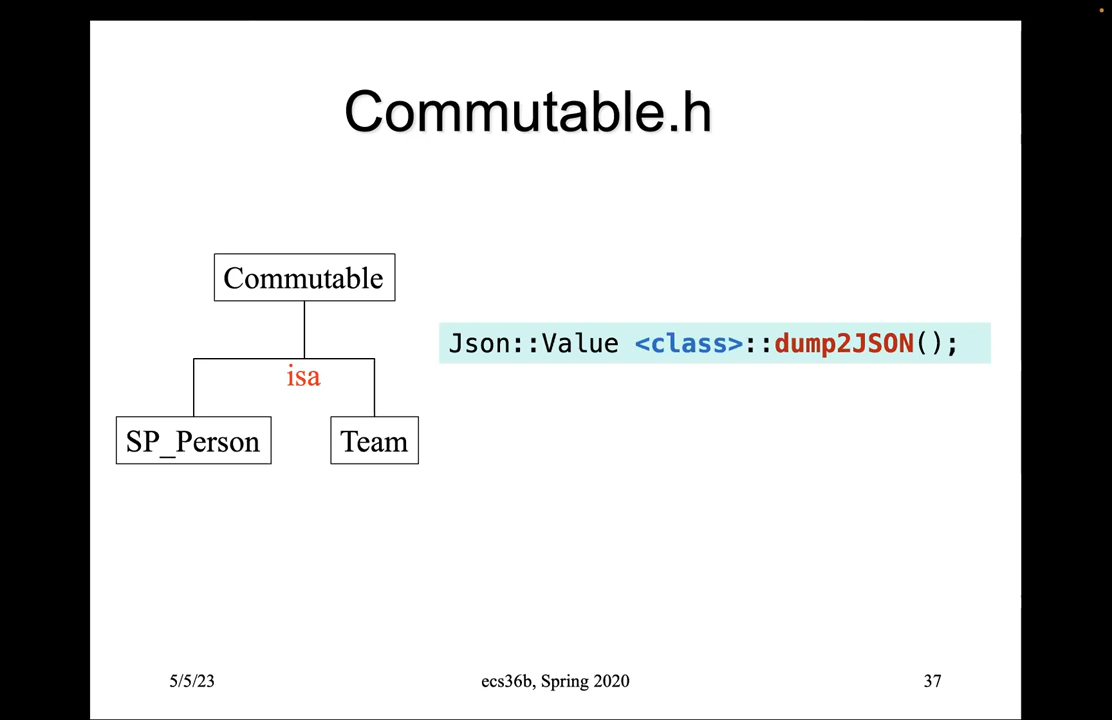 Commutable.h
Commutable
Json::Value <class>::dump2JSON();
isa
SP_Person
Team
5/5/23
ecs36b, Spring 2020
37